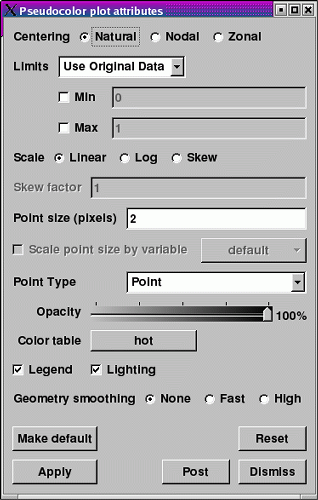 Pseudocolor plot attributes
Centering Natural Nodal Zonal
Limits Use Original Data
Min 0
Max 1
Scale Linear Log Skew
Skew factor 1
Point size (pixels) 2
Scale point size by variable default
Point Type Point
Opacity 100%
Color table hot
Legend Lighting
Geometry smoothing None Fast High
Make default Reset
Apply Post Dismiss